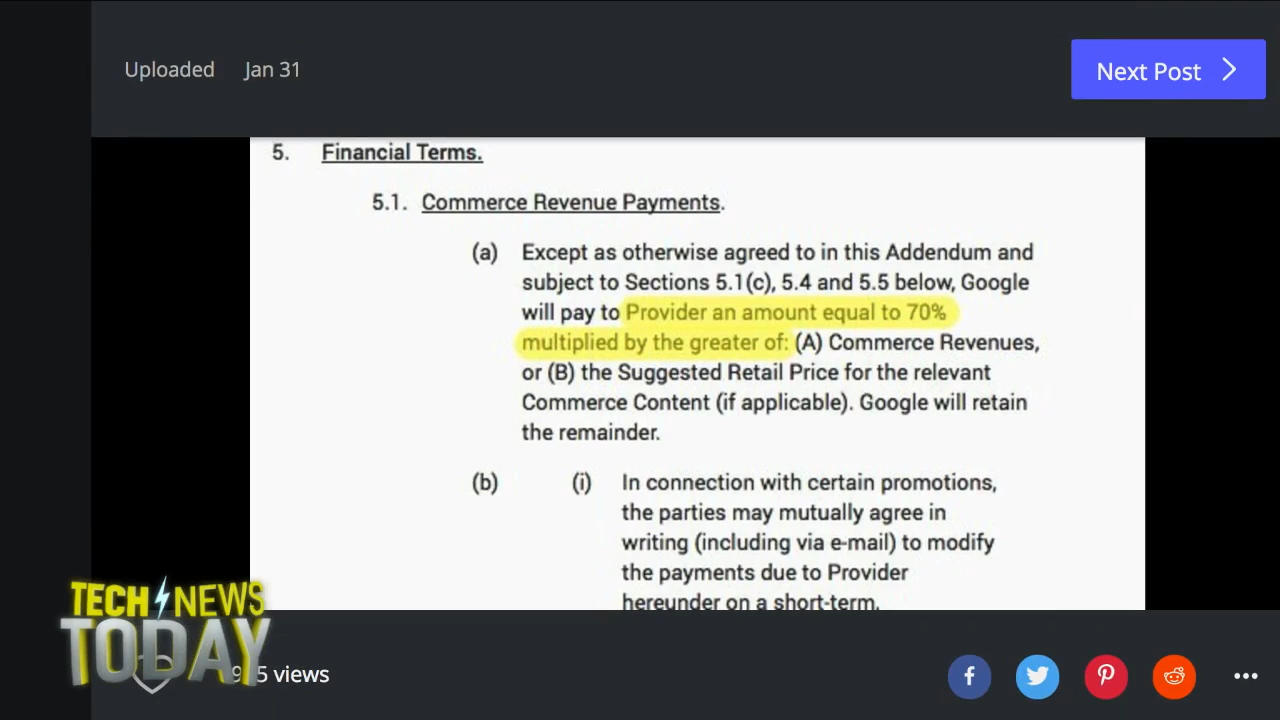 Uploaded Jan 31
Next Post
5. Financial Terms.
5.1. Commerce Revenue Payments.
(a) Except as otherwise agreed to in this Addendum and
subject to Sections 5.1(c), 5.4 and 5.5 below, Google
will pay to Provider an amount equal to 70%
multiplied by the greater of: (A) Commerce Revenues,
or (B) the Suggested Retail Price for the relevant
Commerce Content (if applicable). Google will retain
the remainder.
(b) (i) In connection with certain promotions,
the parties may mutually agree in
writing (including via e-mail) to modify
the payments due to Provider
hereunder on a short-term,
TECH NEWS
TODAY
views